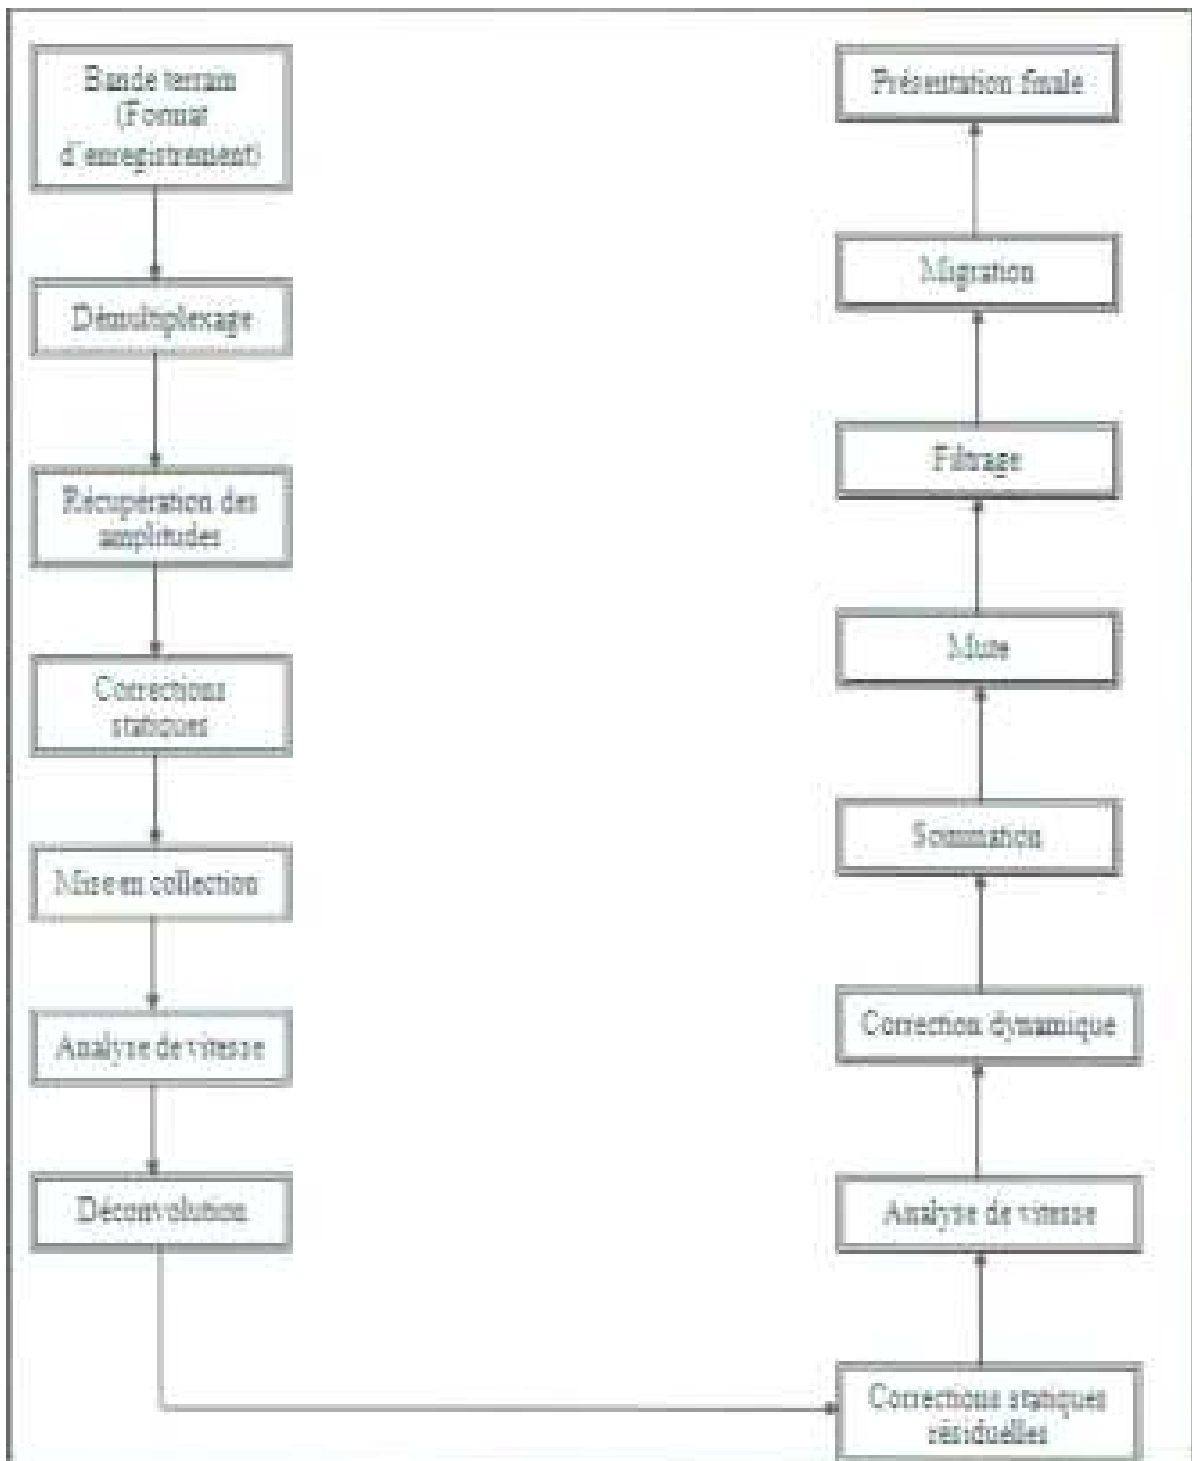 Bande terrain
(Format
d'enregistrement)
Démultiplexage
Récupération des
amplitudes
Corrections
statiques
Mise en collection
Analyse de vitesse
Déconvolution
Corrections statiques
résiduelles
Analyse de vitesse
Correction dynamique
Sommation
Mute
Filtrage
Migration
Présentation finale